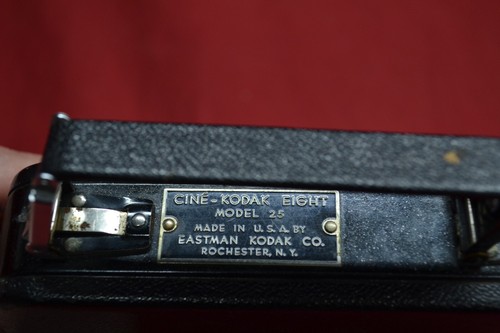 CINÉ-KODAK EIGHT
MODEL 25
MADE IN U.S.A. BY
EASTMAN KODAK CO.
ROCHESTER, N.Y.